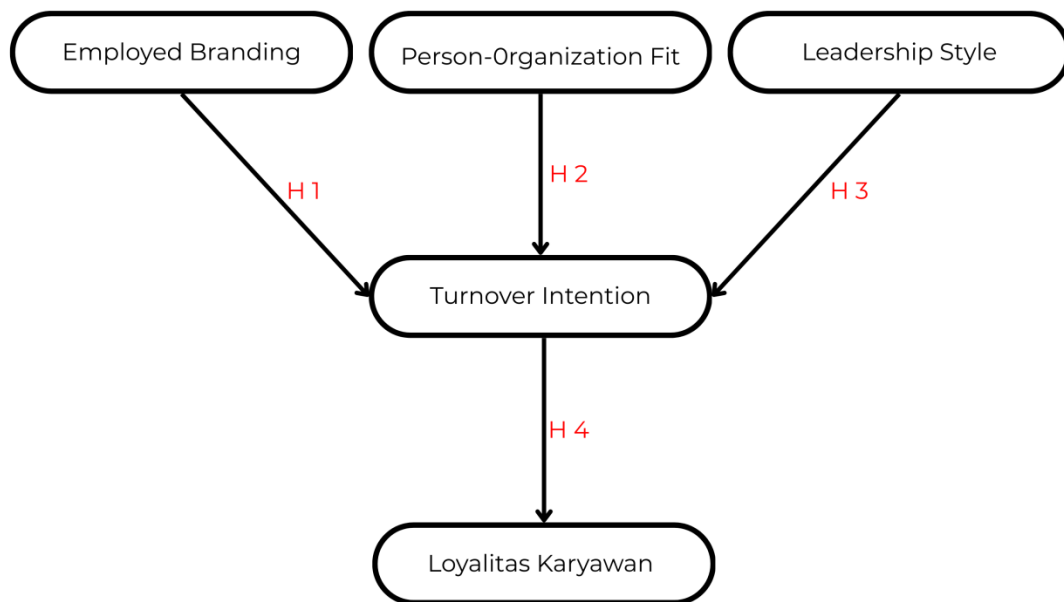 Employed Branding
Person-0rganization Fit
Leadership Style
H 1
H 2
H 3
Turnover Intention
H 4
Loyalitas Karyawan